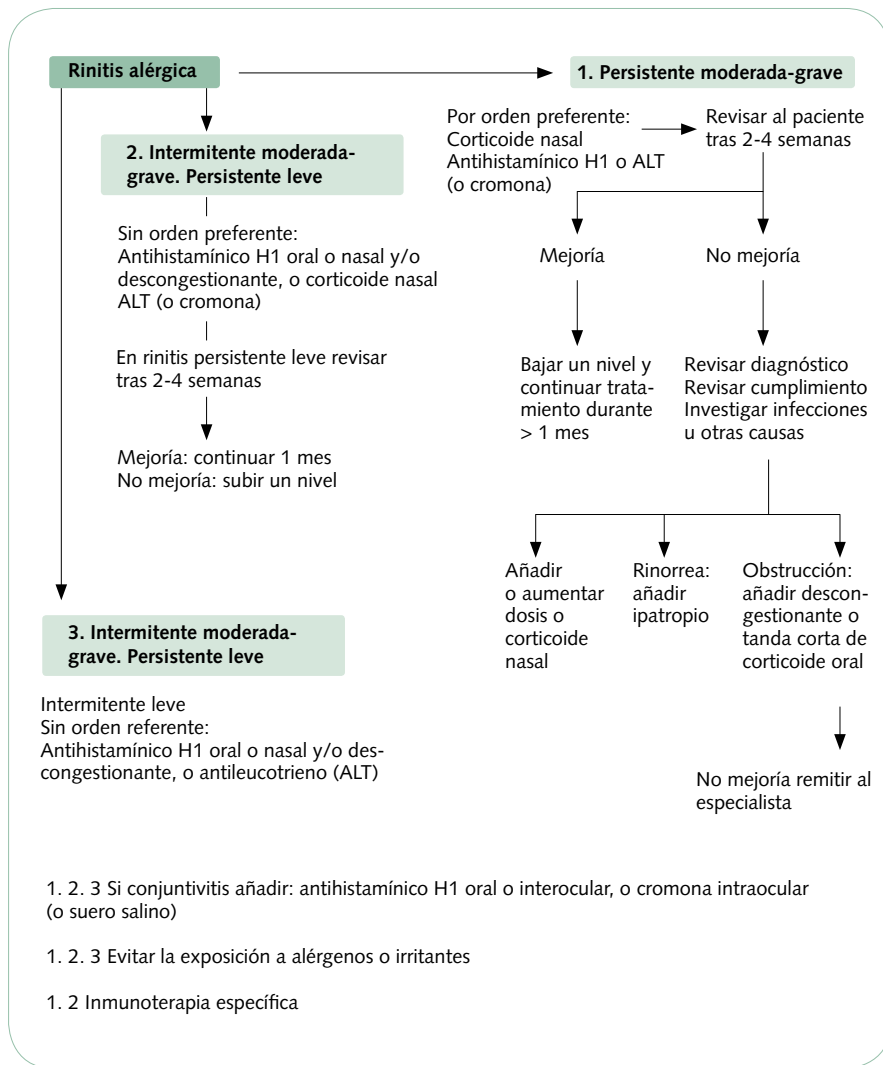 Rinitis alérgica
1. Persistente moderada-grave
Por orden preferente:
Corticoide nasal
Antihistamínico H1 o ALT
(o cromona)
Revisar al paciente
tras 2-4 semanas
Mejoría
No mejoría
Bajar un nivel y
continuar trata-
miento durante
> 1 mes
Revisar diagnóstico
Revisar cumplimiento
Investigar infecciones
u otras causas
Añadir
o aumentar
dosis o
corticoide
nasal
Rinorrea:
añadir
ipatropio
Obstrucción:
añadir descon-
gestionante o
tanda corta de
corticoide oral
No mejoría remitir al
especialista
2. Intermitente moderada-
grave. Persistente leve
Sin orden preferente:
Antihistamínico H1 oral o nasal y/o
descongestionante, o corticoide nasal
ALT (o cromona)
En rinitis persistente leve revisar
tras 2-4 semanas
Mejoría: continuar 1 mes
No mejoría: subir un nivel
3. Intermitente moderada-
grave. Persistente leve
Intermitente leve
Sin orden referente:
Antihistamínico H1 oral o nasal y/o des-
congestionante, o antileucotrieno (ALT)
1. 2. 3 Si conjuntivitis añadir: antihistamínico H1 oral o interocular, o cromona intraocular
(o suero salino)
1. 2. 3 Evitar la exposición a alérgenos o irritantes
1. 2 Inmunoterapia específica